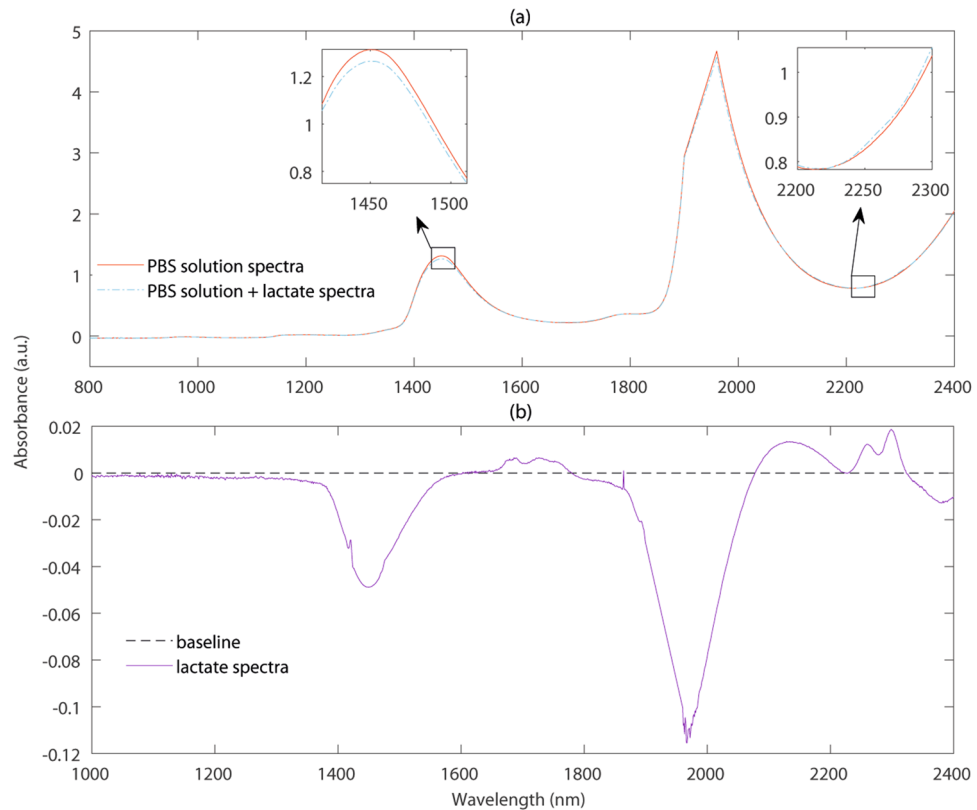 (a)
5
4
3
2
1
0
1.2
1
0.8
1450 1500
1
0.9
0.8
2200 2250 2300
PBS solution spectra
PBS solution + lactate spectra
800 1000 1200 1400 1600 1800 2000 2200 2400
Absorbance (a.u.)
(b)
0.02
0
-0.02
-0.04
-0.06
-0.08
-0.1
-0.12
baseline
lactate spectra
1000 1200 1400 1600 1800 2000 2200 2400
Wavelength (nm)